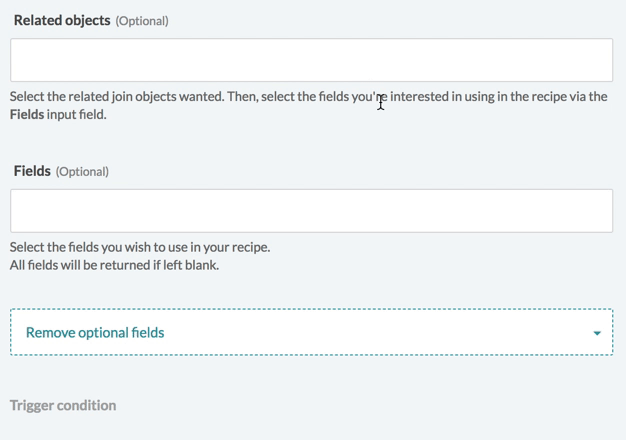 Related objects (Optional)
Select the related join objects wanted. Then, select the fields you're interested in using in the recipe via the
Fields input field.
Fields (Optional)
Select the fields you wish to use in your recipe.
All fields will be returned if left blank.
Remove optional fields
Trigger condition